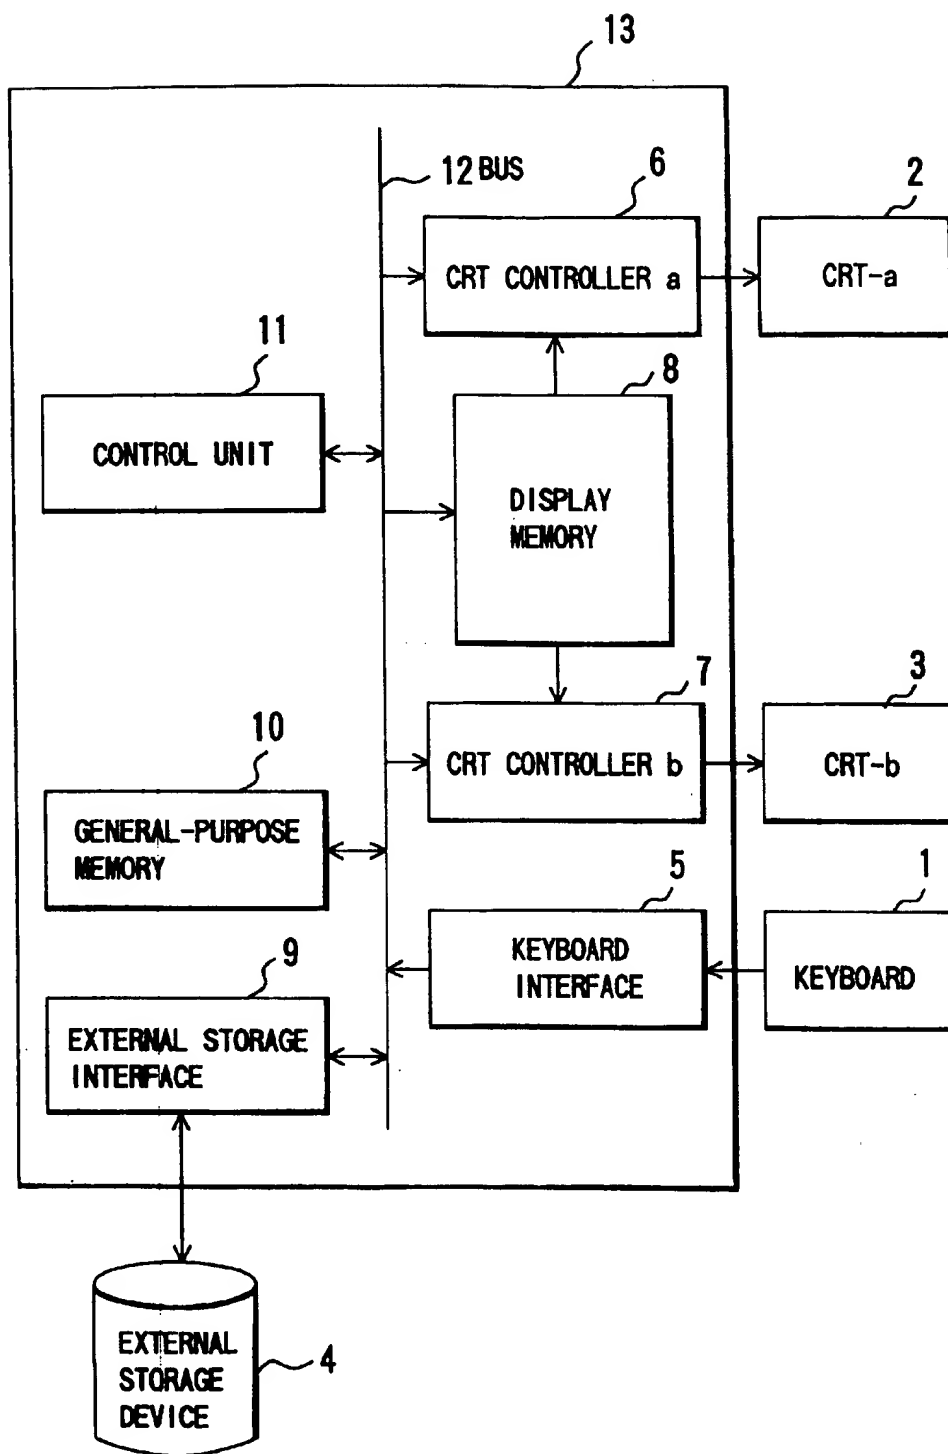 13
12 BUS
6
2
CRT CONTROLLER a
CRT-a
11
8
CONTROL UNIT
DISPLAY
MEMORY
7
3
10
CRT CONTROLLER b
CRT-b
GENERAL-PURPOSE
MEMORY
5
1
9
KEYBOARD
INTERFACE
KEYBOARD
EXTERNAL STORAGE
INTERFACE
EXTERNAL
STORAGE
DEVICE
4